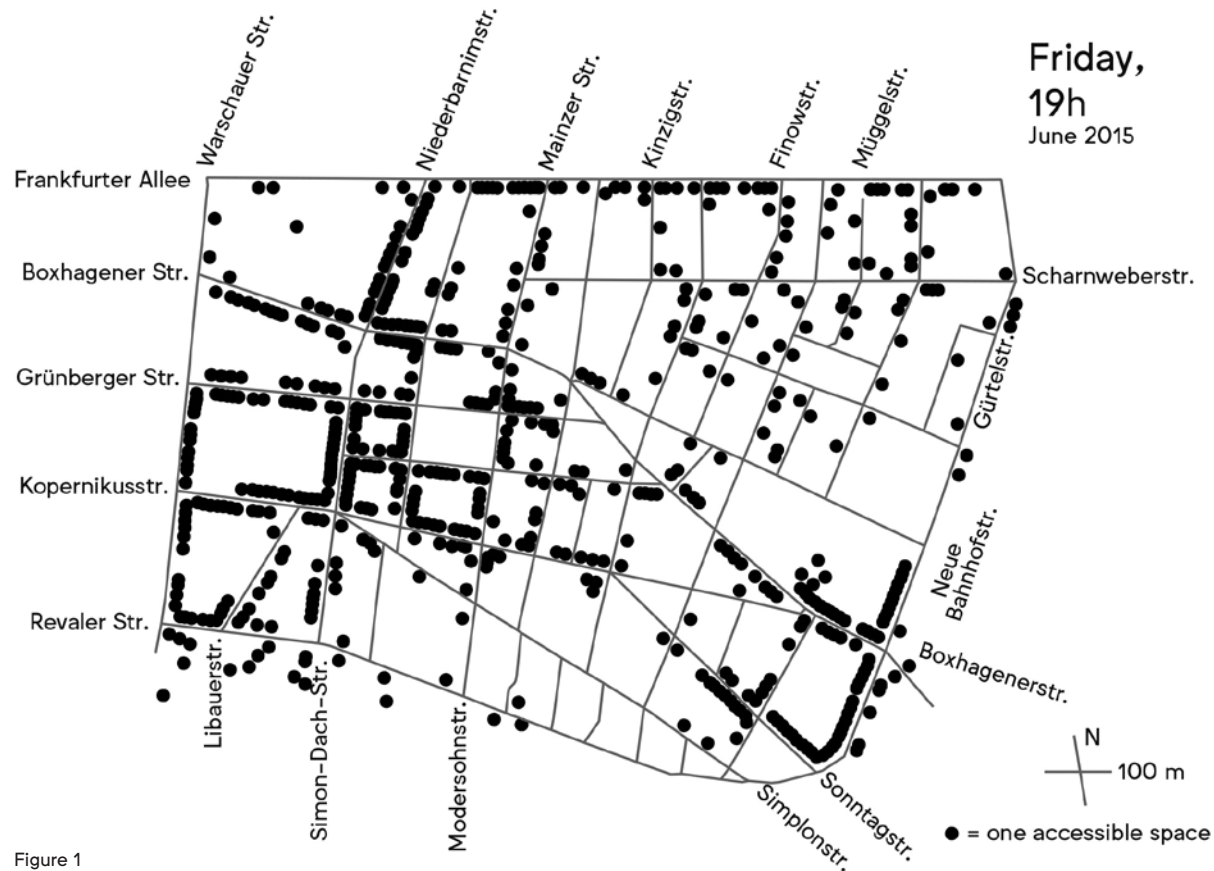 Friday,
19h
June 2015
Warschauer Str.
Niederbarnimstr.
Mainzer Str.
Kinzigstr.
Finowstr.
Müggelstr.
Frankfurter Allee
Boxhagener Str.
Scharnweberstr.
Grünberger Str.
Gürtelstr.
Kopernikusstr.
Neue
Bahnhofstr.
Revaler Str.
Boxhagenerstr.
Libauerstr.
Simon-Dach-Str.
Modersohnstr.
Simplonstr.
Sonntagstr.
N
100 m
= one accessible space
Figure 1